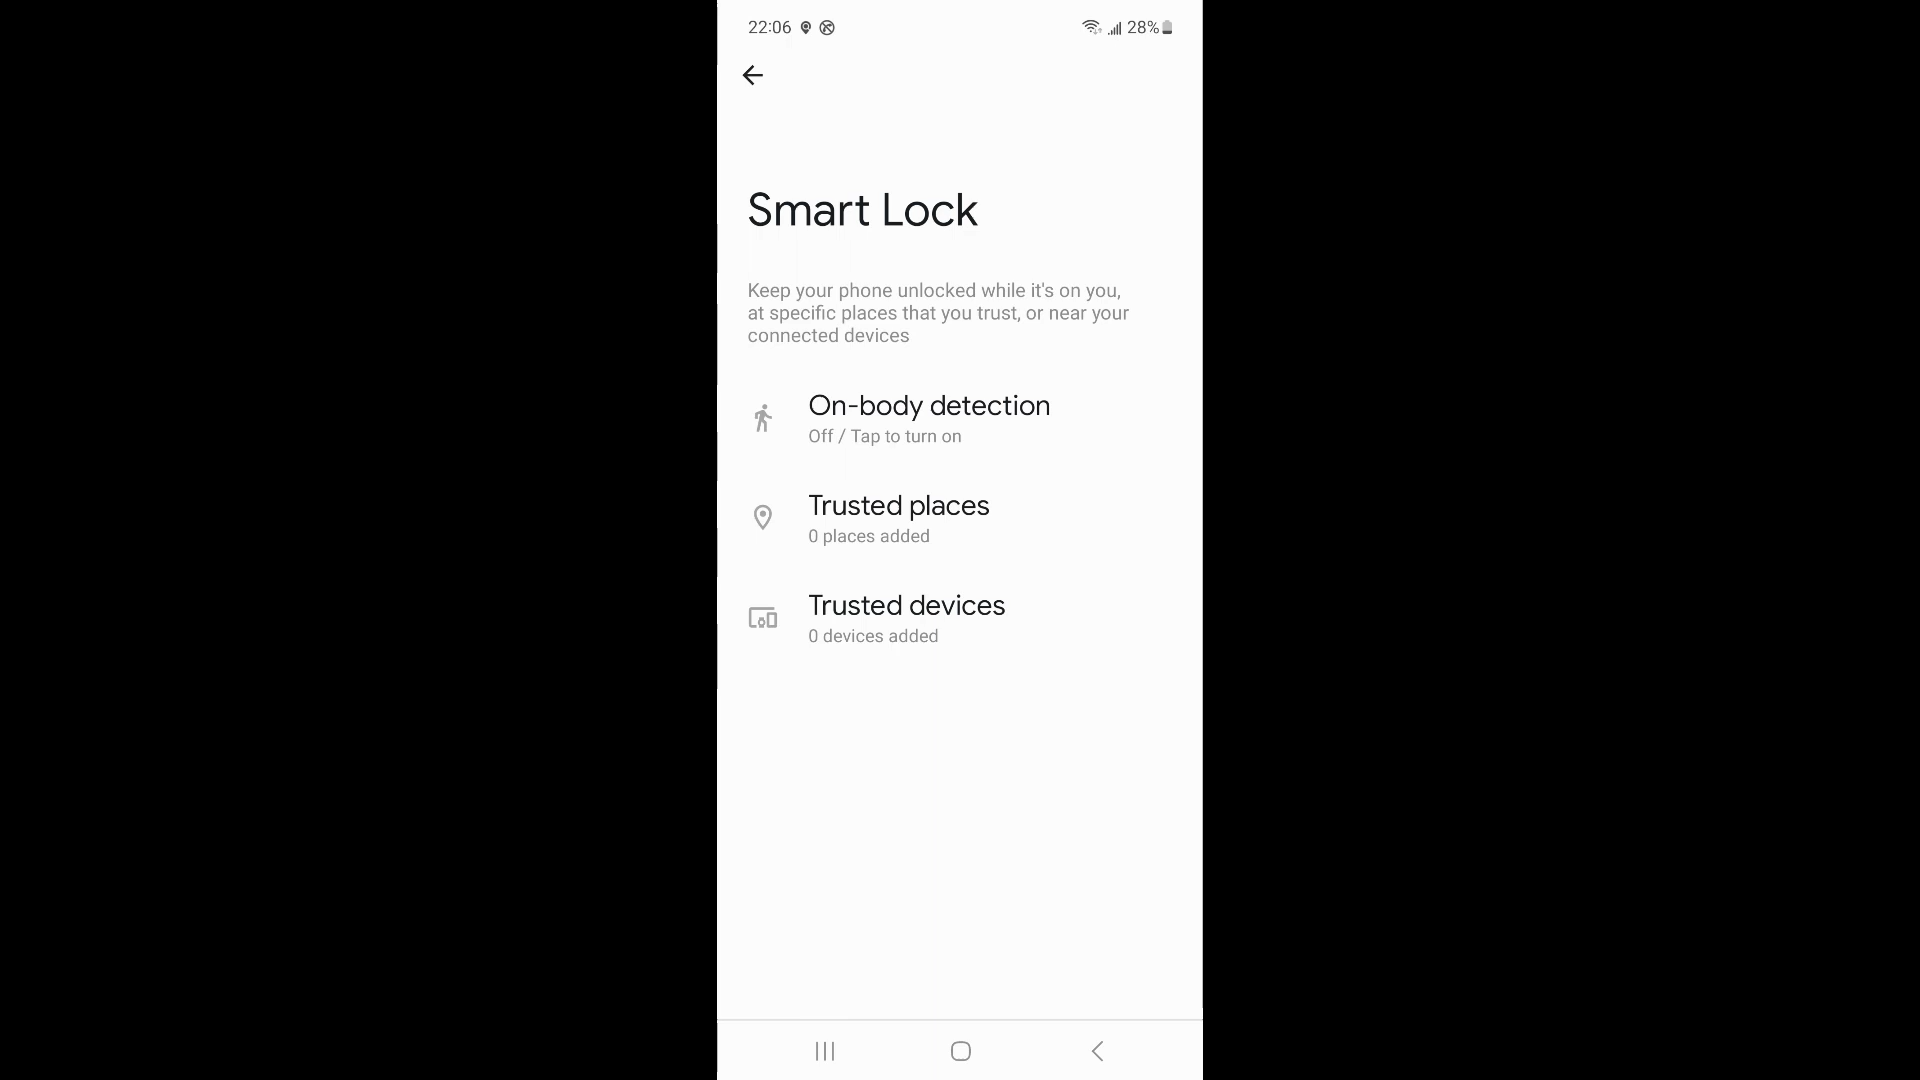 22:06 28%
Smart Lock
Keep your phone unlocked while it's on you,
at specific places that you trust, or near your
connected devices
On-body detection
Off / Tap to turn on
Trusted places
0 places added
Trusted devices
0 devices added